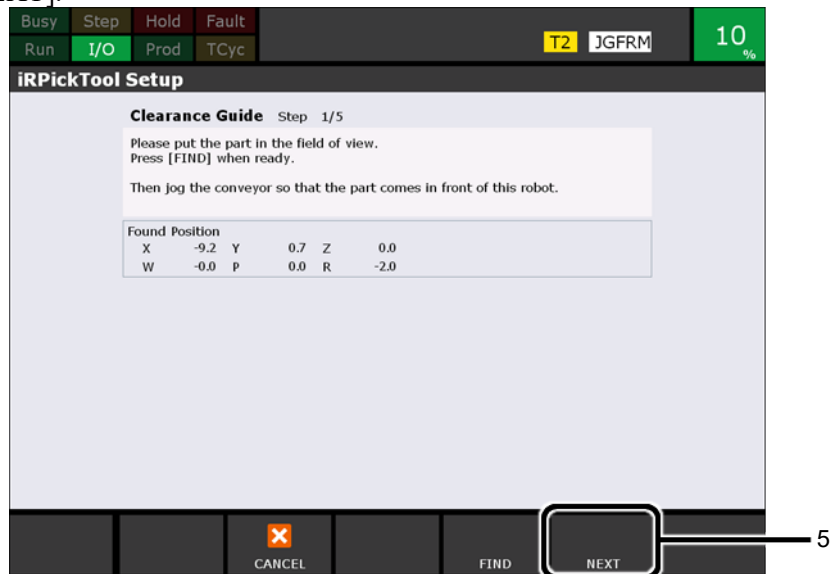 Busy Step Hold Fault
Run I/O Prod TCyc T2 JGFRM 10 %
iRPickTool Setup
Clearance Guide Step 1/5
Please put the part in the field of view.
Press [FIND] when ready.
Then jog the conveyor so that the part comes in front of this robot.
Found Position
X -9.2 Y 0.7 Z 0.0
W -0.0 P 0.0 R -2.0
CANCEL FIND NEXT
5